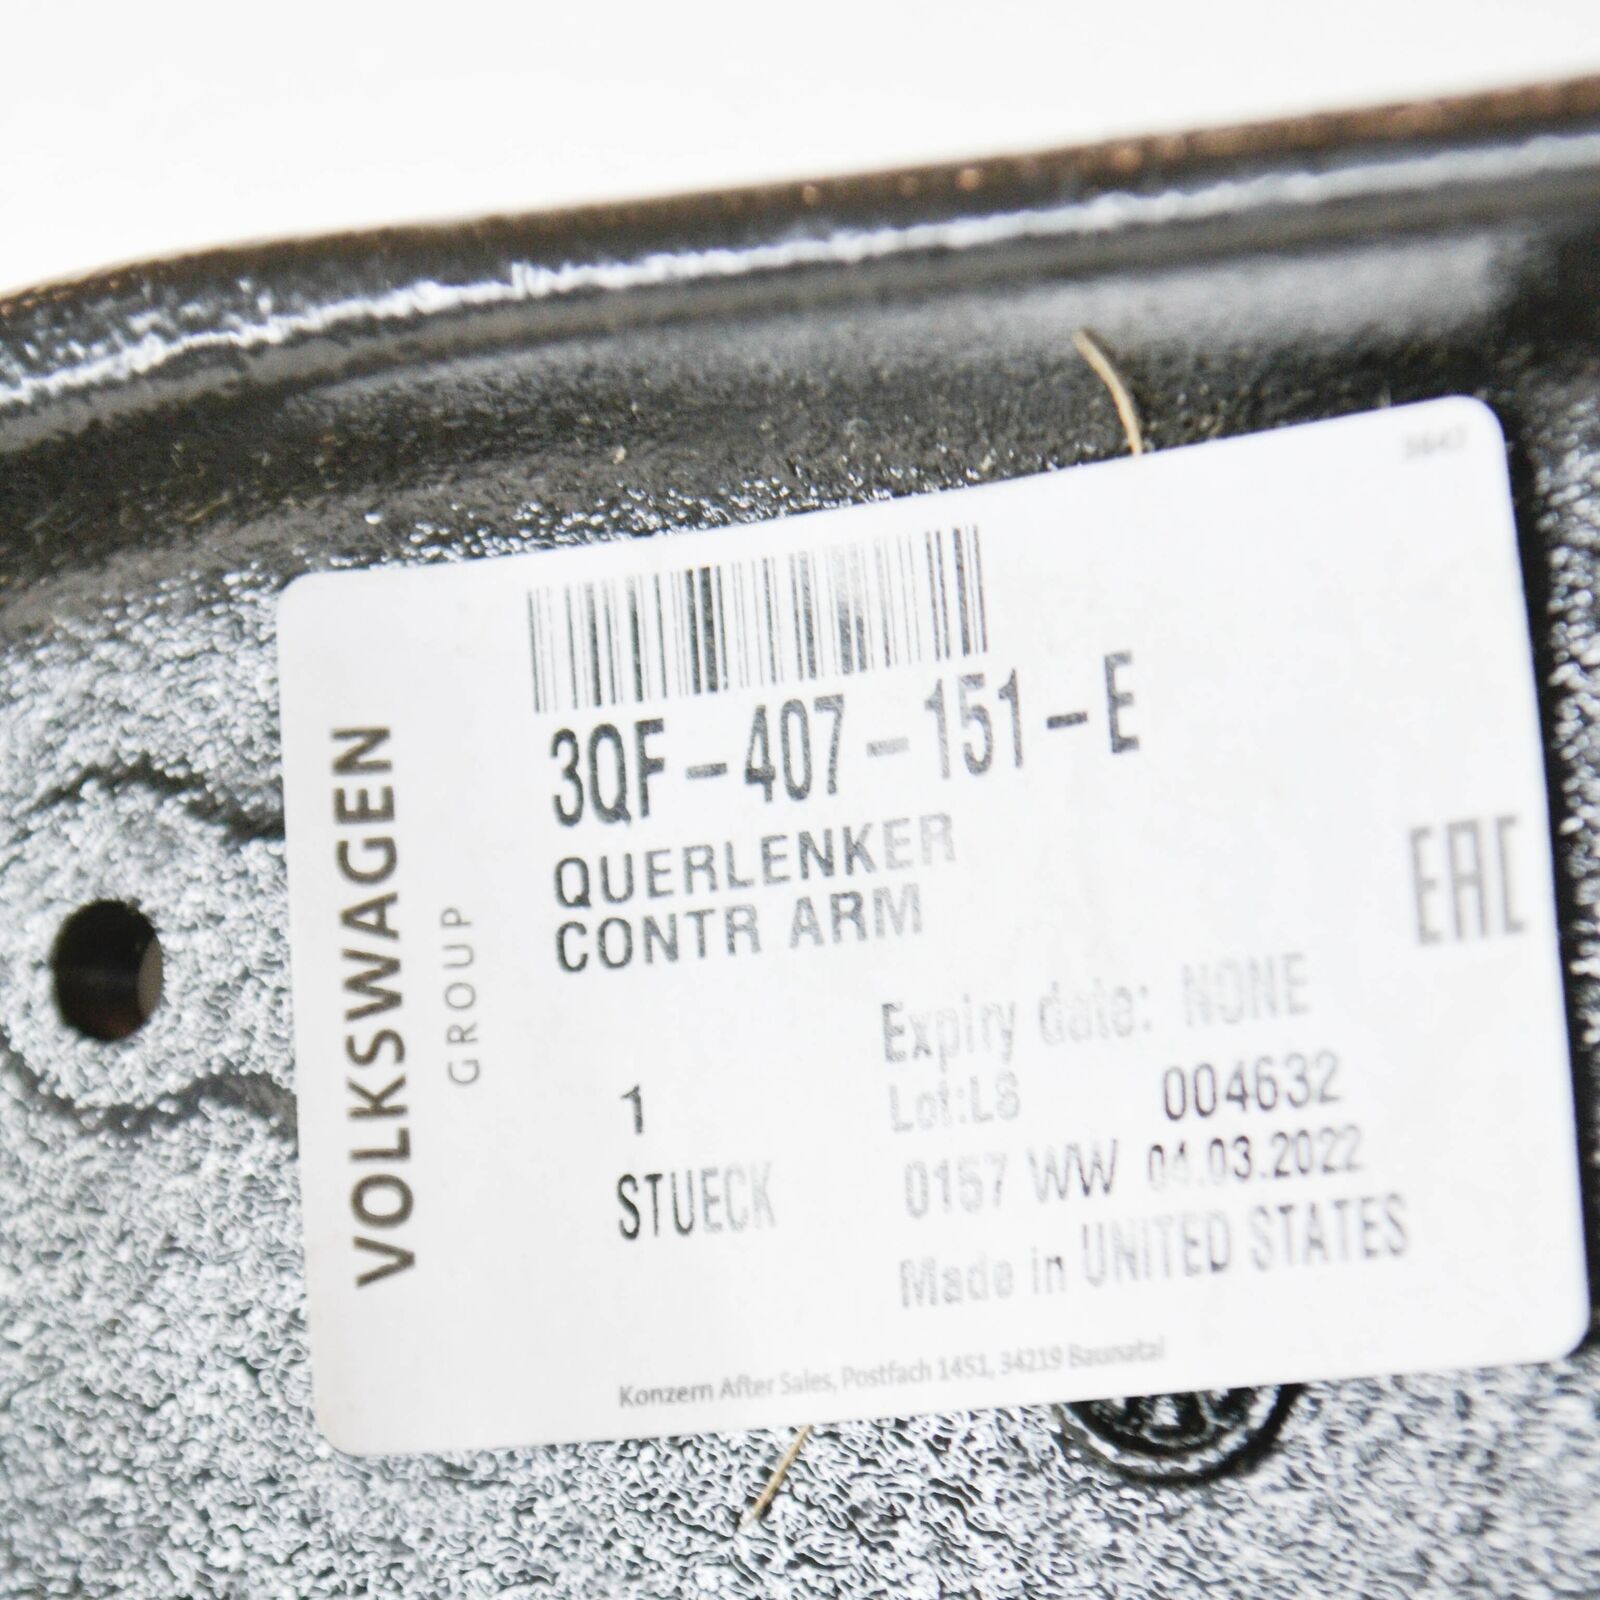 VOLKSWAGEN
GROUP
3QF-407-151-E
QUERLENKER
CONTR ARM
EAC
Expiry date: NONE
1
Lot:LS 004632
STUECK
0157 WW 04.03.2022
Made in UNITED STATES
Konzern After Sales, Postfach 1451, 34219 Baunatal